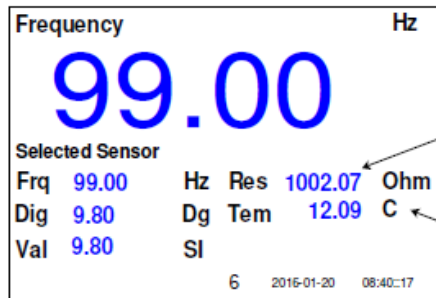 Frequency Hz
99.00
Selected Sensor
Frq 99.00 Hz Res 1002.07 Ohm
Dig 9.80 Dg Tem 12.09 C
Val 9.80 SI
6 2016-01-20 08:40::17